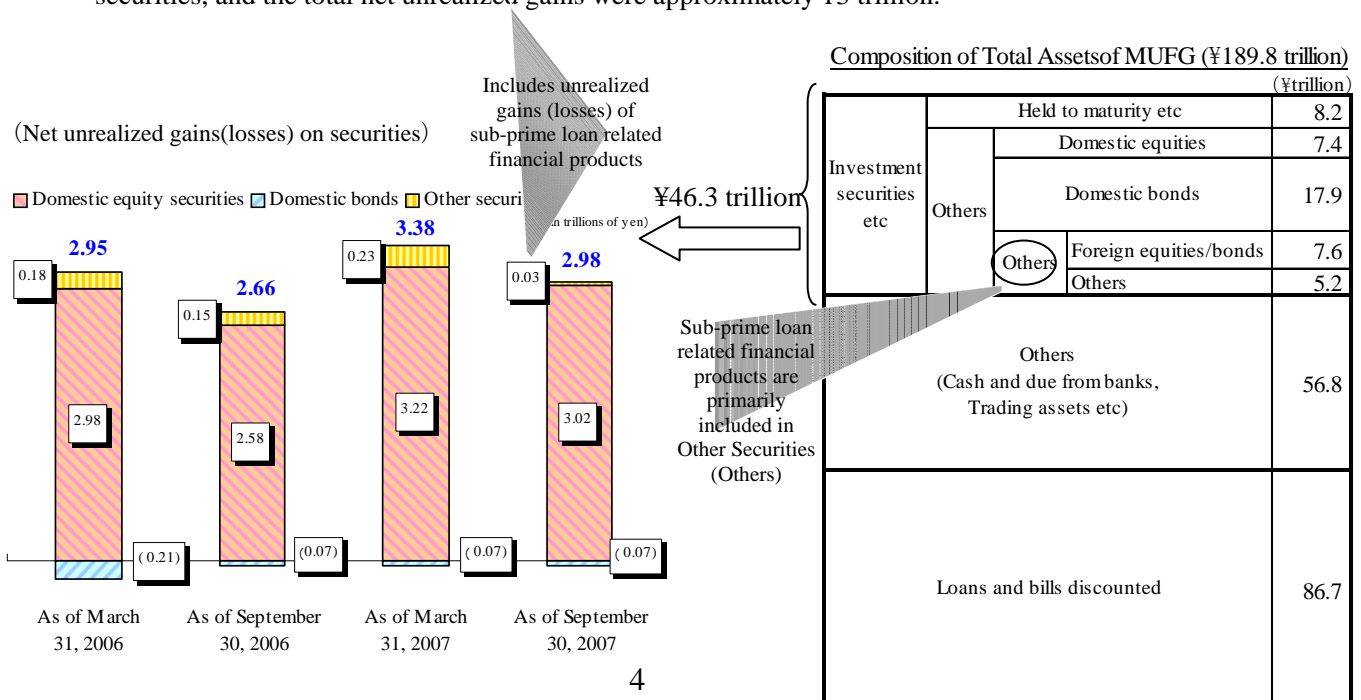 securities, and the total net unrealized gains were approximately ¥3 trillion.
Composition of Total Assetsof MUFG (¥189.8 trillion)
(¥trillion)
Includes unrealized
gains (losses) of
sub-prime loan related
financial products
(Net unrealized gains(losses) on securities)
Domestic equity securities Domestic bonds Other securi
n trillions of yen)
¥46.3 trillion
2.95
0.18
2.98
(0.21)
As of March
31, 2006
2.66
0.15
2.58
(0.07)
As of September
30, 2006
3.38
0.23
3.22
(0.07)
As of March
31, 2007
2.98
0.03
3.02
(0.07)
As of September
30, 2007
Sub-prime loan
related financial
products are
primarily
included in
Other Securities
(Others)
Investment
securities
etc
Held to maturity etc 8.2
Others
Domestic equities 7.4
Domestic bonds 17.9
Others
Foreign equities/bonds 7.6
Others 5.2
Others
(Cash and due from banks,
Trading assets etc)
56.8
Loans and bills discounted 86.7
4